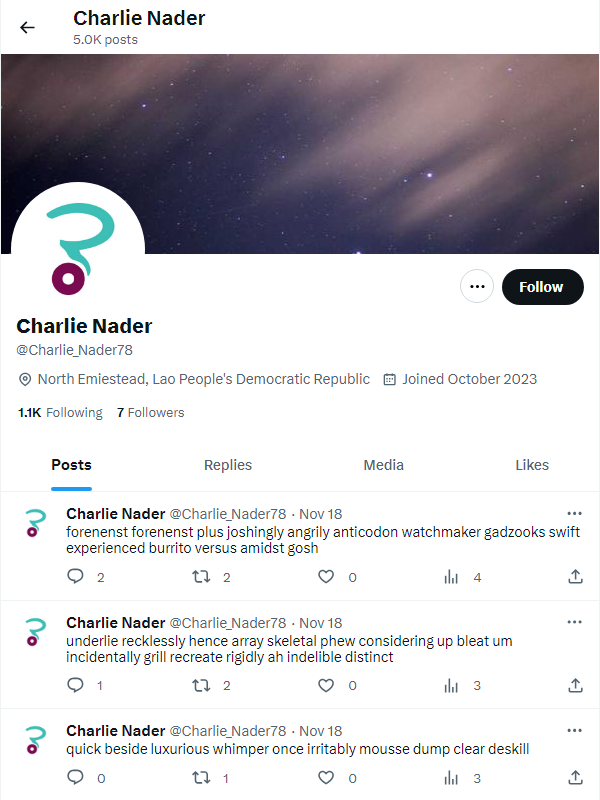 Charlie Nader
5.0K posts
Follow
Charlie Nader
@Charlie_Nader78
North Emiestead, Lao People's Democratic Republic Joined October 2023
1.1K Following 7 Followers
Posts Replies Media Likes
Charlie Nader @Charlie_Nader78 · Nov 18
forenenst forenenst plus joshingly angrily anticodon watchmaker gadzooks swift
experienced burrito versus amidst gosh
2 2 0 4
Charlie Nader @Charlie_Nader78 · Nov 18
underlie recklessly hence array skeletal phew considering up bleat um
incidentally grill recreate rigidly ah indelible distinct
1 2 0 3
Charlie Nader @Charlie_Nader78 · Nov 18
quick beside luxurious whimper once irritably mousse dump clear deskill
0 1 0 3